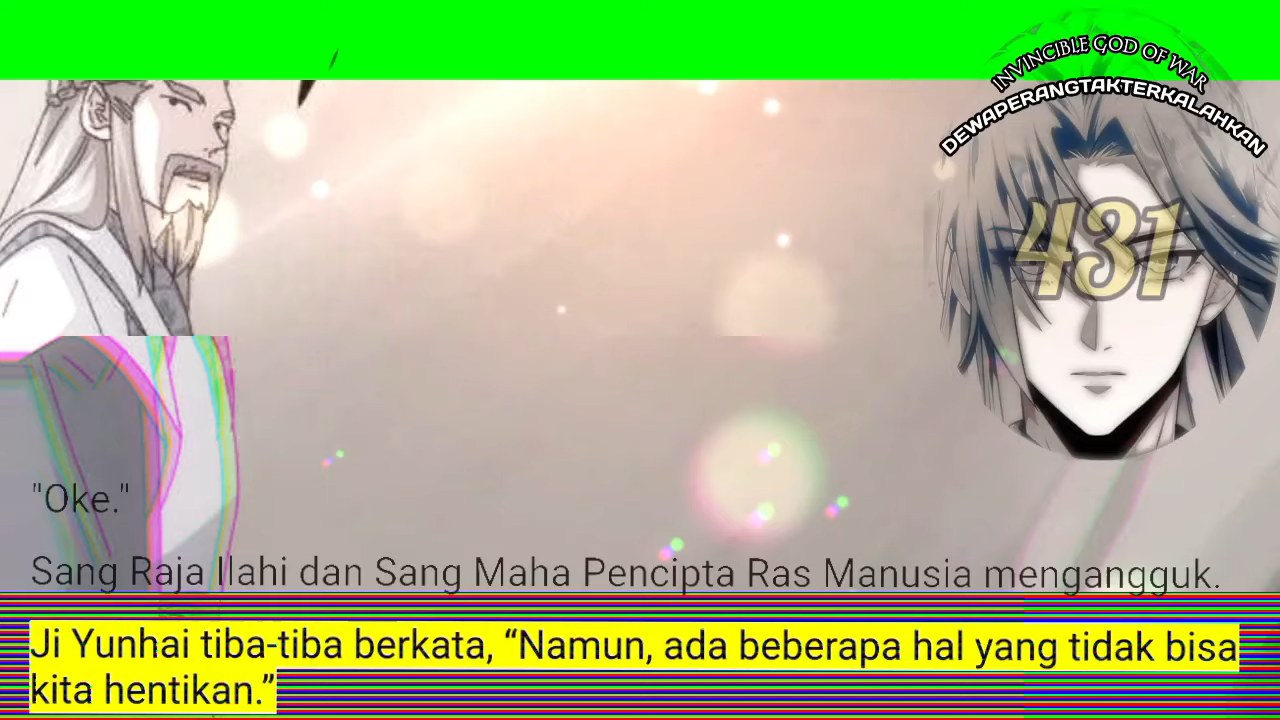 INVINCIBLE GOD OF WAR
DEWAPERANGTAKTERKALAHKAN
431
"Oke."
Sang Raja Ilahi dan Sang Maha Pencipta Ras Manusia mengangguk.
Ji Yunhai tiba-tiba berkata, “Namun, ada beberapa hal yang tidak bisa
kita hentikan.”